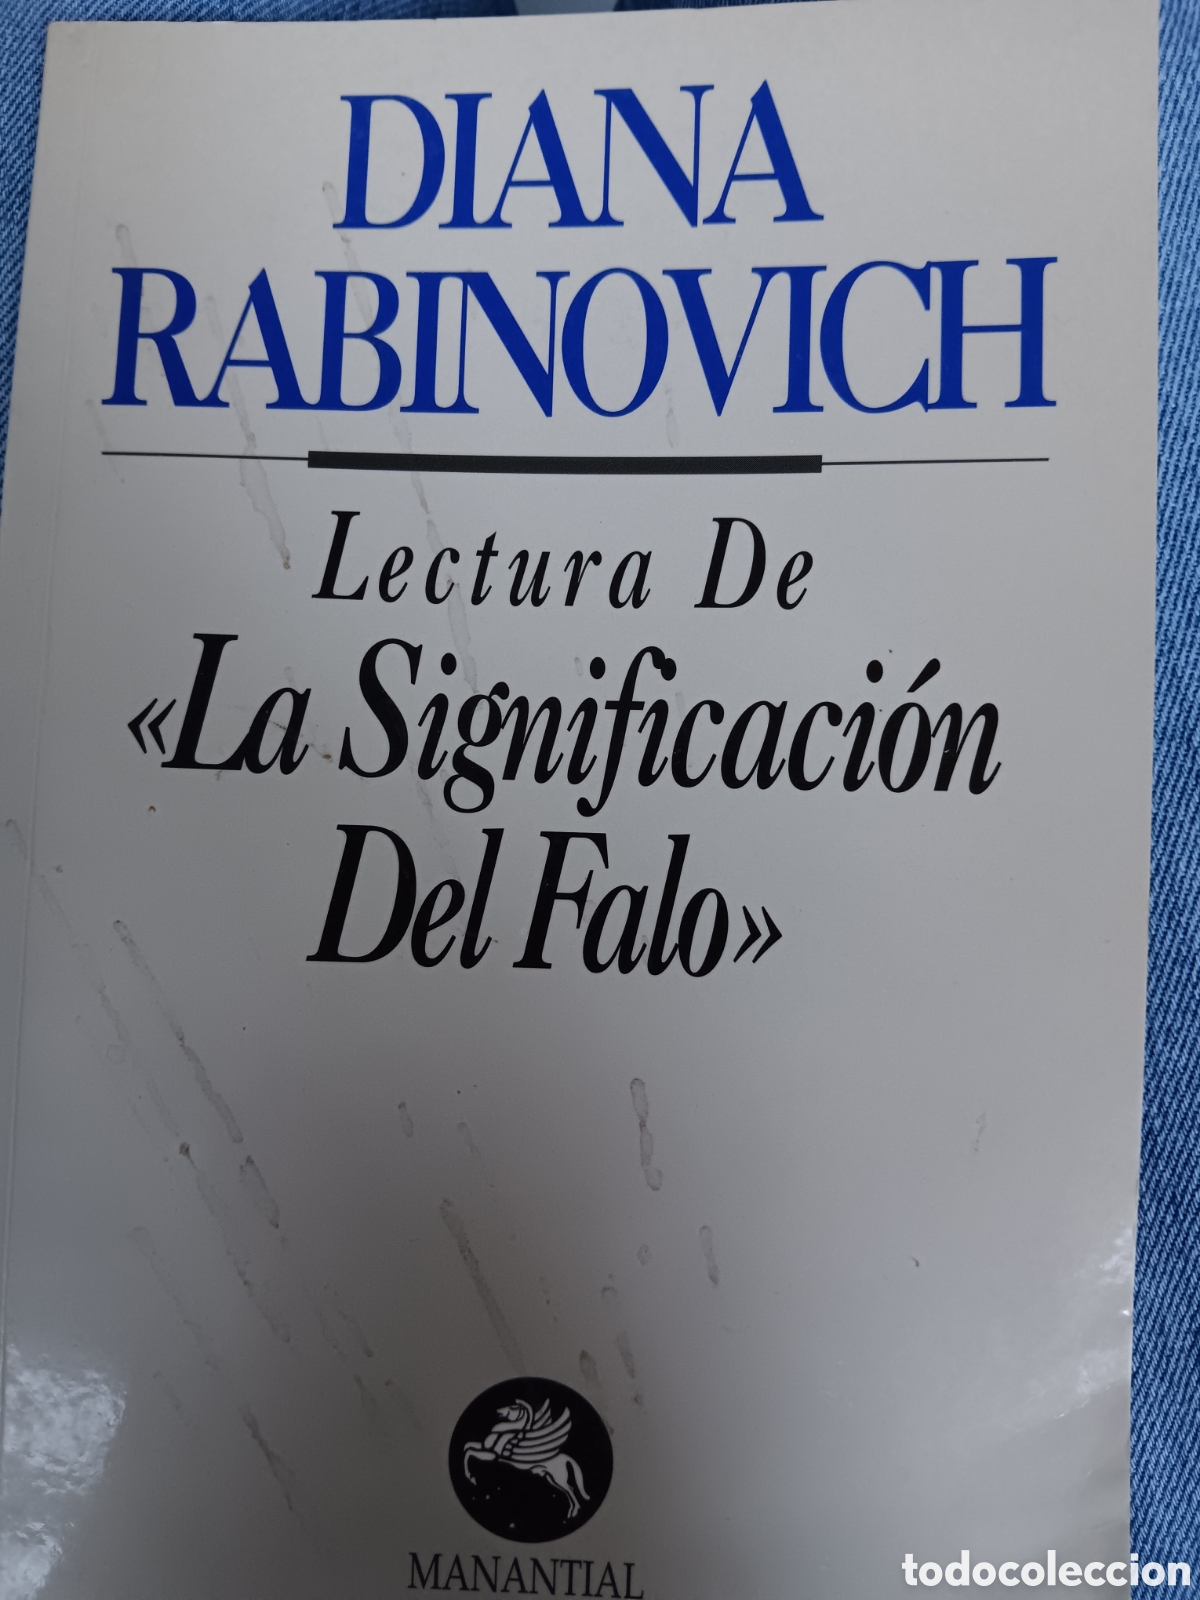 DIANA
RABINOVICH
Lectura De
«La Significación
Del Falo»
MANANTIAL
todocoleccion